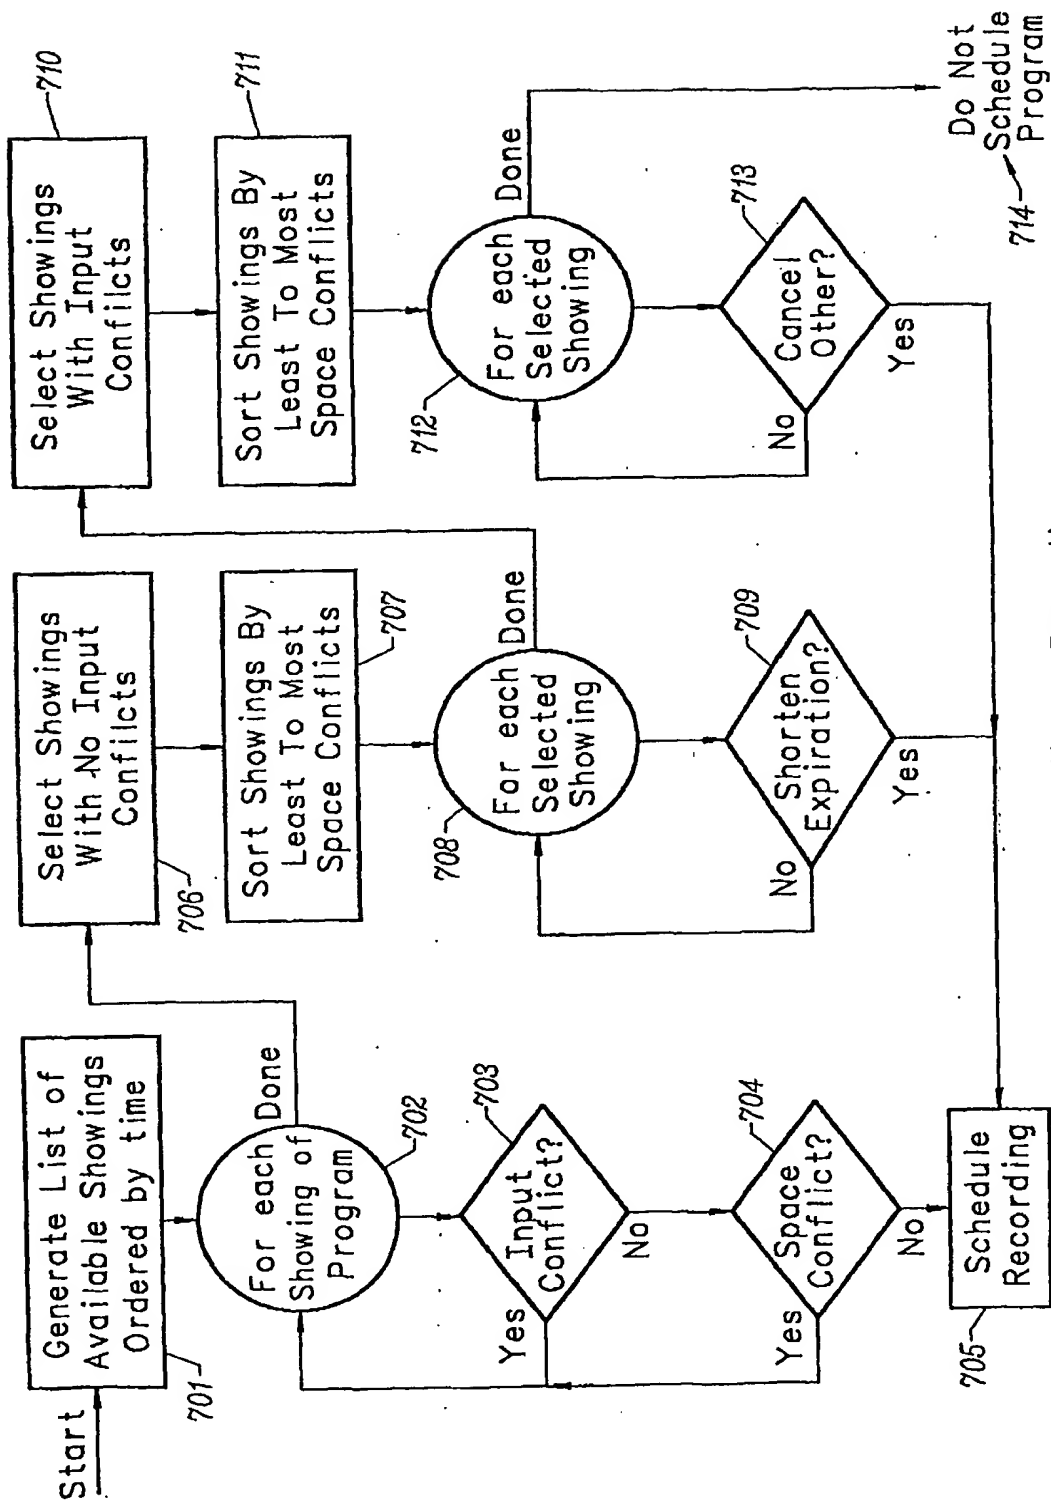 Start
Generate List of
Available Showings
Ordered by time
701
For each
Showing of
Program
702
Done
Input
Conflict?
703
Yes
No
Space
Conflict?
704
Yes
No
Schedule
Recording
705
Select Showings
With No Input
Confilcts
706
Sort Showings By
Least To Most
Space Conflicts
707
For each
Selected
Showing
708
Done
Shorten
Expiration?
709
No
Yes
Select Showings
With Input
Confilcts
710
Sort Showings By
Least To Most
Space Conflicts
711
For each
Selected
Showing
712
Done
Cancel
Other?
713
No
Yes
Do Not
Schedule
Program
714